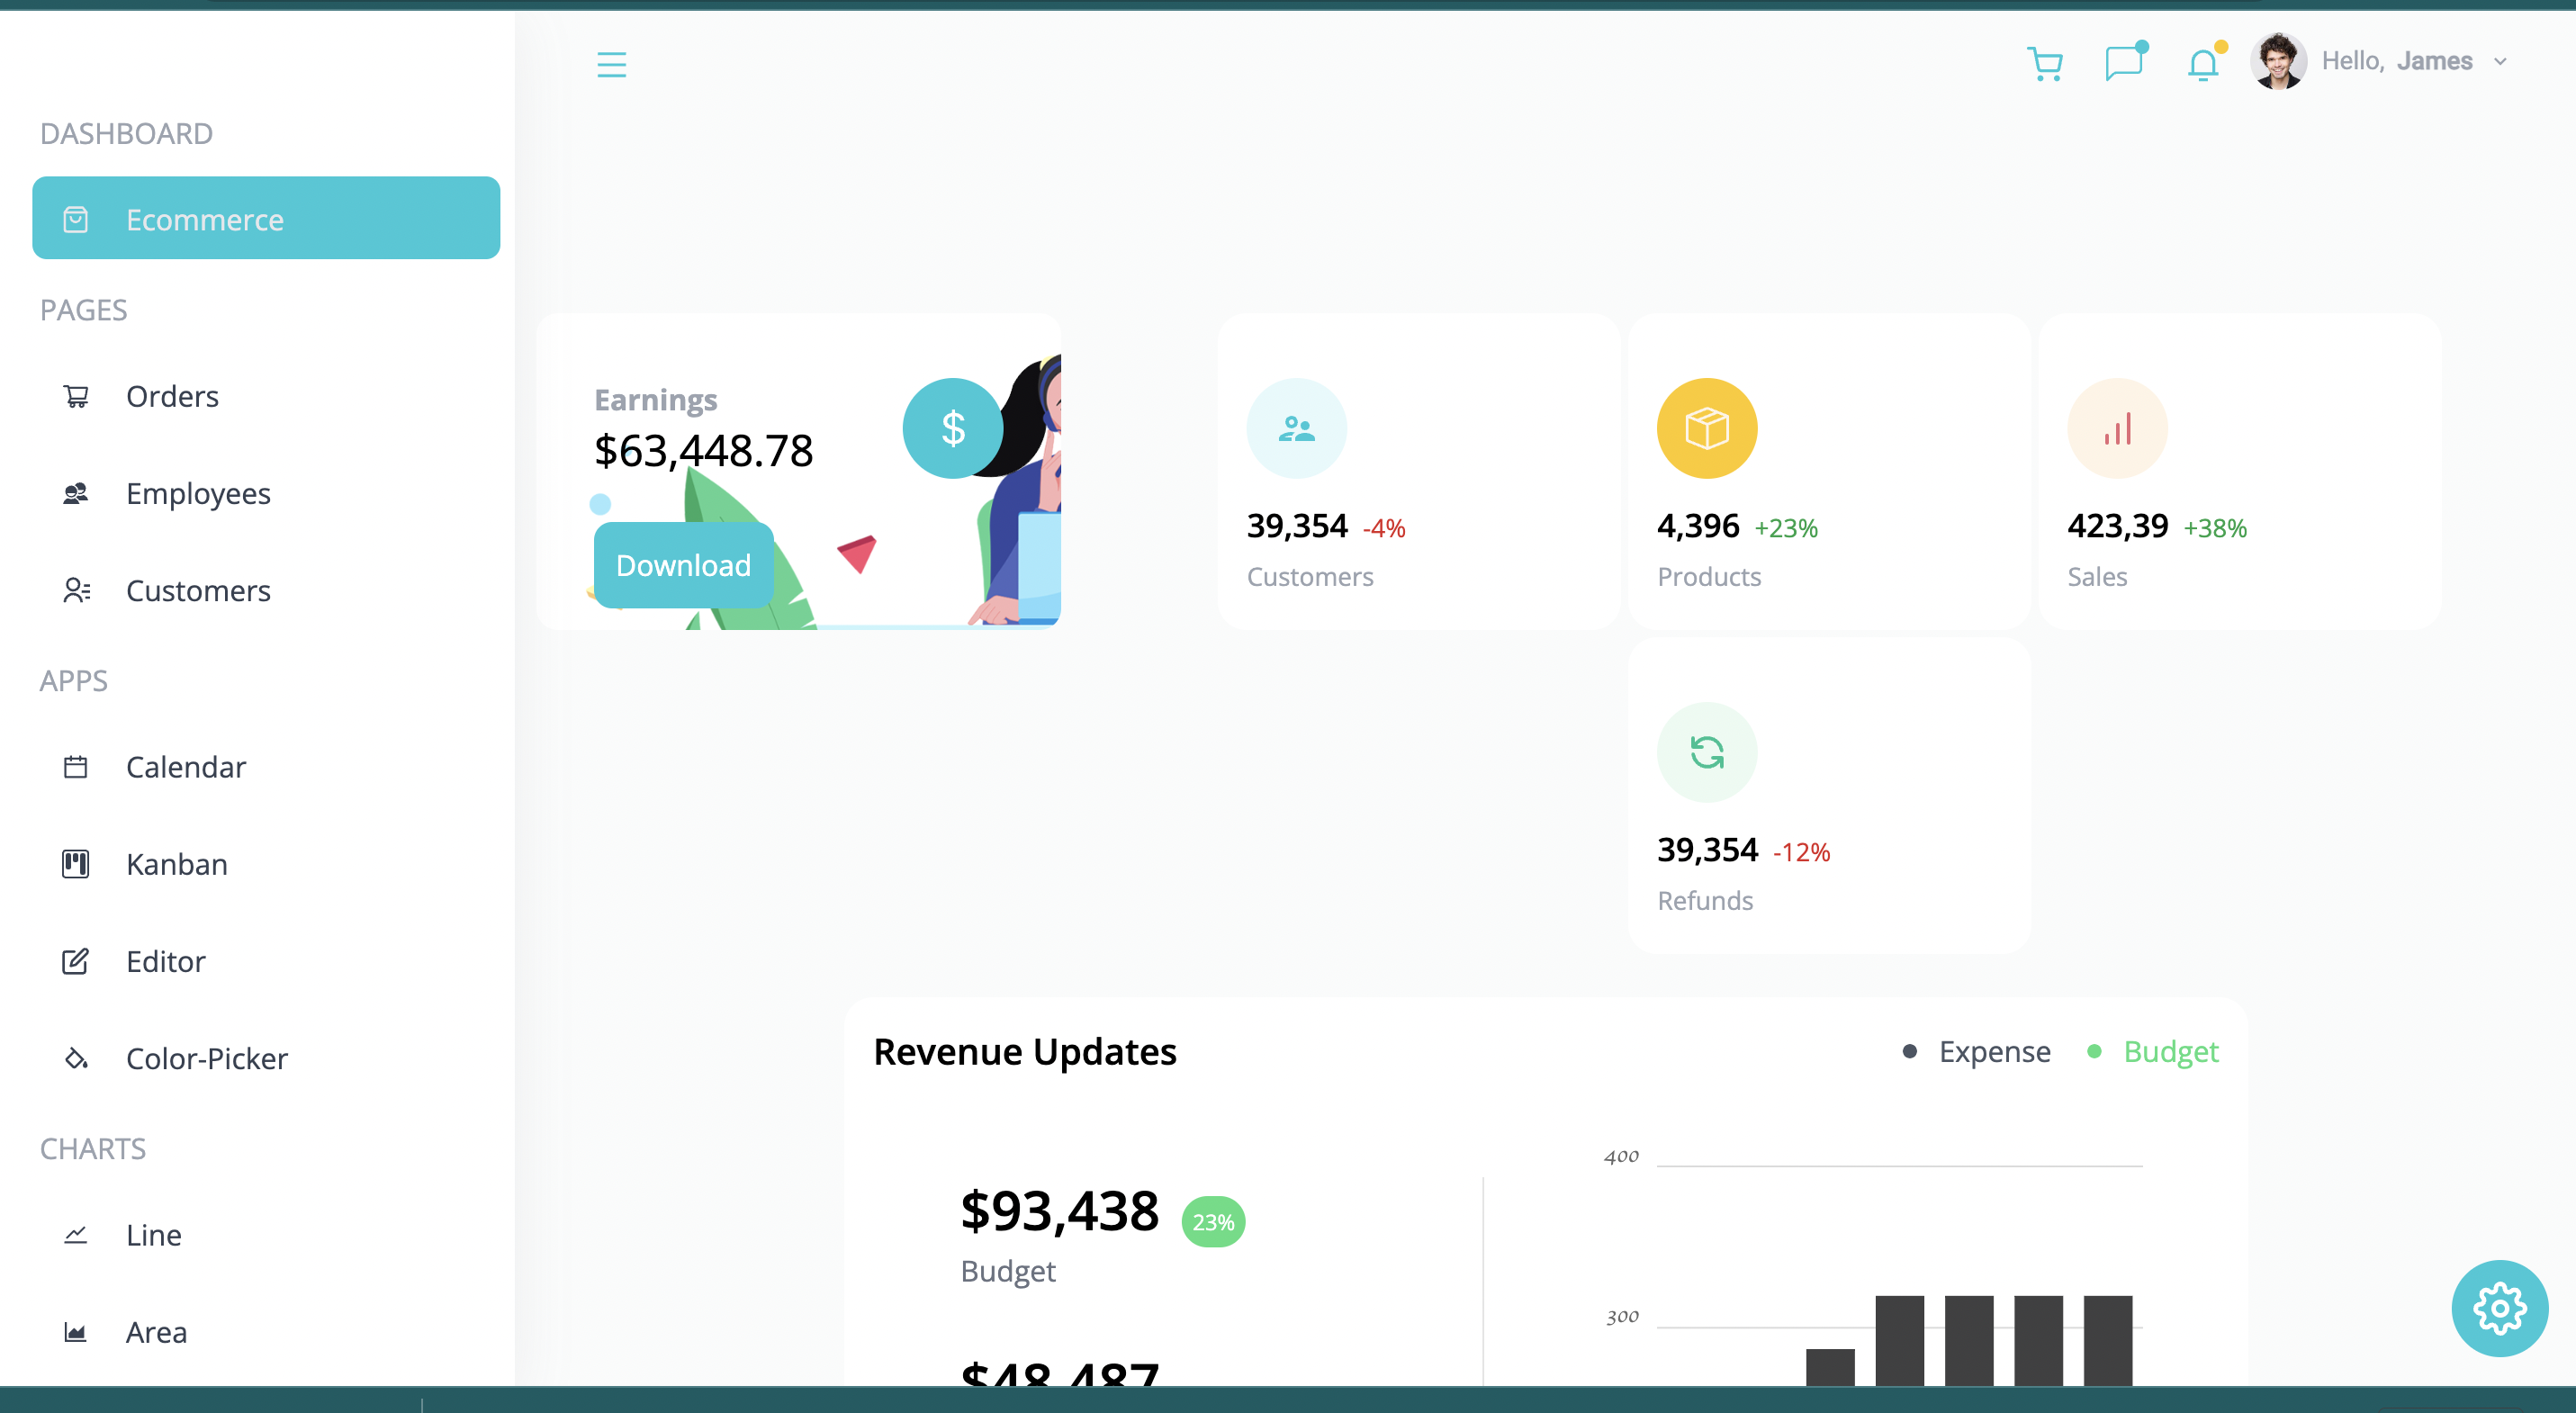 Hello, James
DASHBOARD
Ecommerce
PAGES
Orders
Employees
Customers
APPS
Calendar
Kanban
Editor
Color-Picker
CHARTS
Line
Area
Earnings
$63,448.78
$
Download
39,354 -4%
Customers
4,396 +23%
Products
423,39 +38%
Sales
39,354 -12%
Refunds
Revenue Updates
Expense
Budget
$93,438 23%
Budget
$48,487
400
300